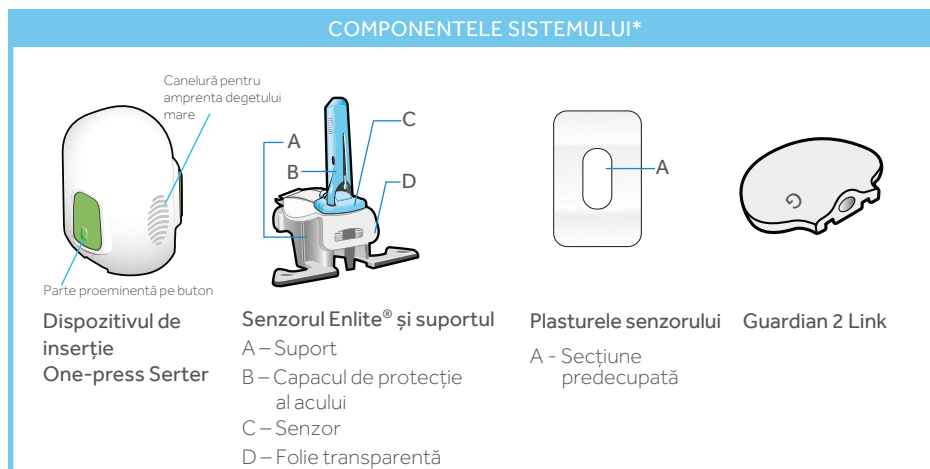 COMPONENTELE SISTEMULUI*
Canelură pentru
amprenta degetului
mare
Parte proeminentă pe buton
Dispozitivul de
inserție
One-press Serter
A
B
C
D
Senzorul Enlite® și suportul
A – Suport
B – Capacul de protecție
al acului
C – Senzor
D – Folie transparentă
A
Plasturele senzorului
A - Secțiune
predecupată
Guardian 2 Link